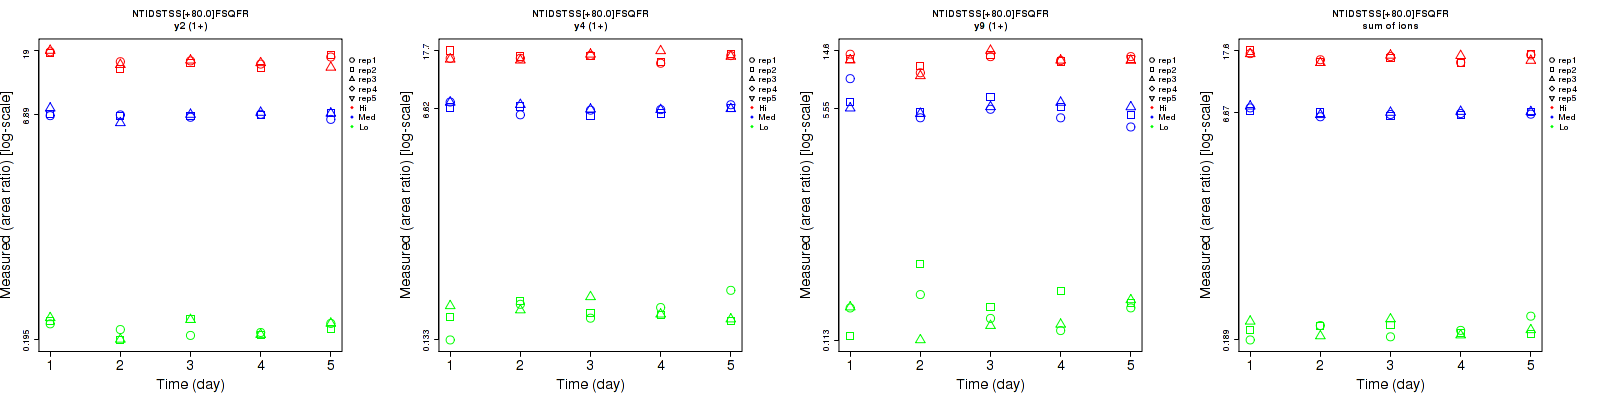 NTIDSTSS[+80.0]FSQFR
y2 (1+)
Measured (area ratio) [log-scale]
19
6.89
0.195
1 2 3 4 5
Time (day)
rep1
rep2
rep3
rep4
rep5
Hi
Med
Lo
NTIDSTSS[+80.0]FSQFR
y4 (1+)
Measured (area ratio) [log-scale]
17.7
6.62
0.133
1 2 3 4 5
Time (day)
rep1
rep2
rep3
rep4
rep5
Hi
Med
Lo
NTIDSTSS[+80.0]FSQFR
y9 (1+)
Measured (area ratio) [log-scale]
14.6
5.55
0.113
1 2 3 4 5
Time (day)
rep1
rep2
rep3
rep4
rep5
Hi
Med
Lo
NTIDSTSS[+80.0]FSQFR
sum of ions
Measured (area ratio) [log-scale]
17.6
6.67
0.189
1 2 3 4 5
Time (day)
rep1
rep2
rep3
rep4
rep5
Hi
Med
Lo